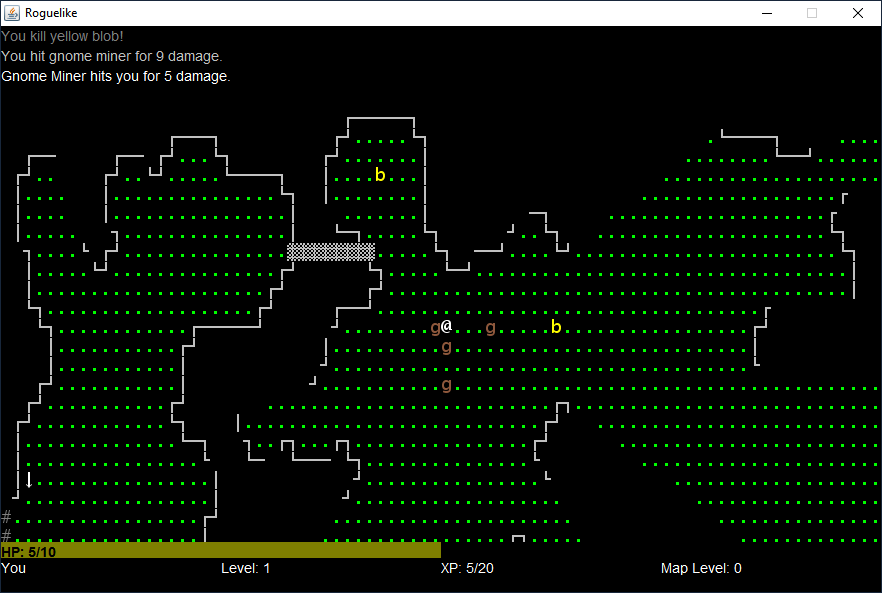 Roguelike
You kill yellow blob!
You hit gnome miner for 9 damage.
Gnome Miner hits you for 5 damage.
b
g@ g b
g
g
#
#
HP: 5/10
You Level: 1 XP: 5/20 Map Level: 0